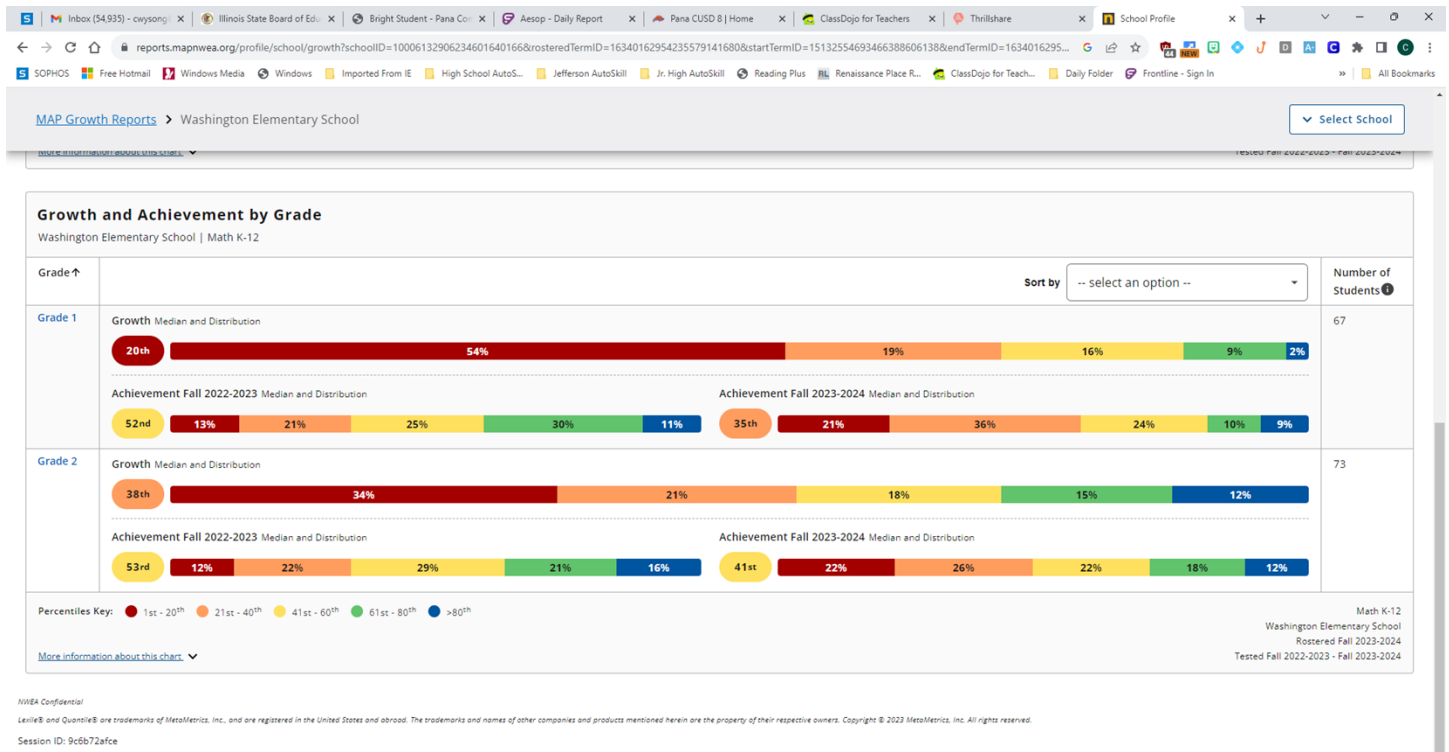 Inbox (54,935) - cwysong@
Illinois State Board of Edu
Bright Student - Pana Con
Aesop - Daily Report
Pana CUSD 8 | Home
ClassDojo for Teachers
Thrillshare
School Profile
reports.mapnwea.org/profile/school/growth?schoolID=10006132906234601640166&rosteredTermID=16340162954235579141680&startTermID=15132554693466388606138&endTermID=1634016295...
SOPHOS
Free Hotmail
Windows Media
Windows
Imported From IE
High School AutoS...
Jefferson AutoSkill
Jr. High AutoSkill
Reading Plus
Renaissance Place R...
ClassDojo for Teach...
Daily Folder
Frontline - Sign In
»
All Bookmarks
MAP Growth Reports > Washington Elementary School
Select School
More information about this chart
Tested Fall 2022-2023 - Fall 2023-2024
Growth and Achievement by Grade
Washington Elementary School | Math K-12
Grade↑
Sort by
-- select an option --
Number of
Students
Grade 1
Growth Median and Distribution
67
20th 54% 19% 16% 9% 2%
Achievement Fall 2022-2023 Median and Distribution
52nd 13% 21% 25% 30% 11%
Achievement Fall 2023-2024 Median and Distribution
35th 21% 36% 24% 10% 9%
Grade 2
Growth Median and Distribution
73
38th 34% 21% 18% 15% 12%
Achievement Fall 2022-2023 Median and Distribution
53rd 12% 22% 29% 21% 16%
Achievement Fall 2023-2024 Median and Distribution
41st 22% 26% 22% 18% 12%
Percentiles Key: 1st - 20th 21st - 40th 41st - 60th 61st - 80th >80th
Math K-12
Washington Elementary School
Rostered Fall 2023-2024
Tested Fall 2022-2023 - Fall 2023-2024
More information about this chart
NWEA Confidential
Lexile® and Quantile® are trademarks of MetaMetrics, Inc., and are registered in the United States and abroad. The trademarks and names of other companies and products mentioned herein are the property of their respective owners. Copyright © 2023 MetaMetrics, Inc. All rights reserved.
Session ID: 9c6b72afce